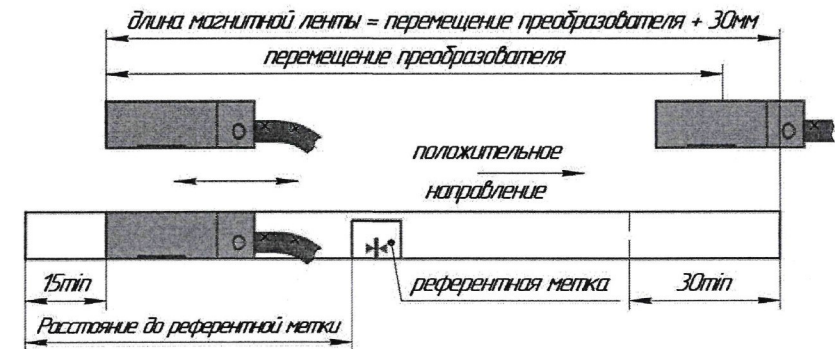 длина магнитной ленты = перемещение преобразователя + 30мм
перемещение преобразователя
положительное
направление
15min
референтная метка
30min
Расстояние до референтной метки